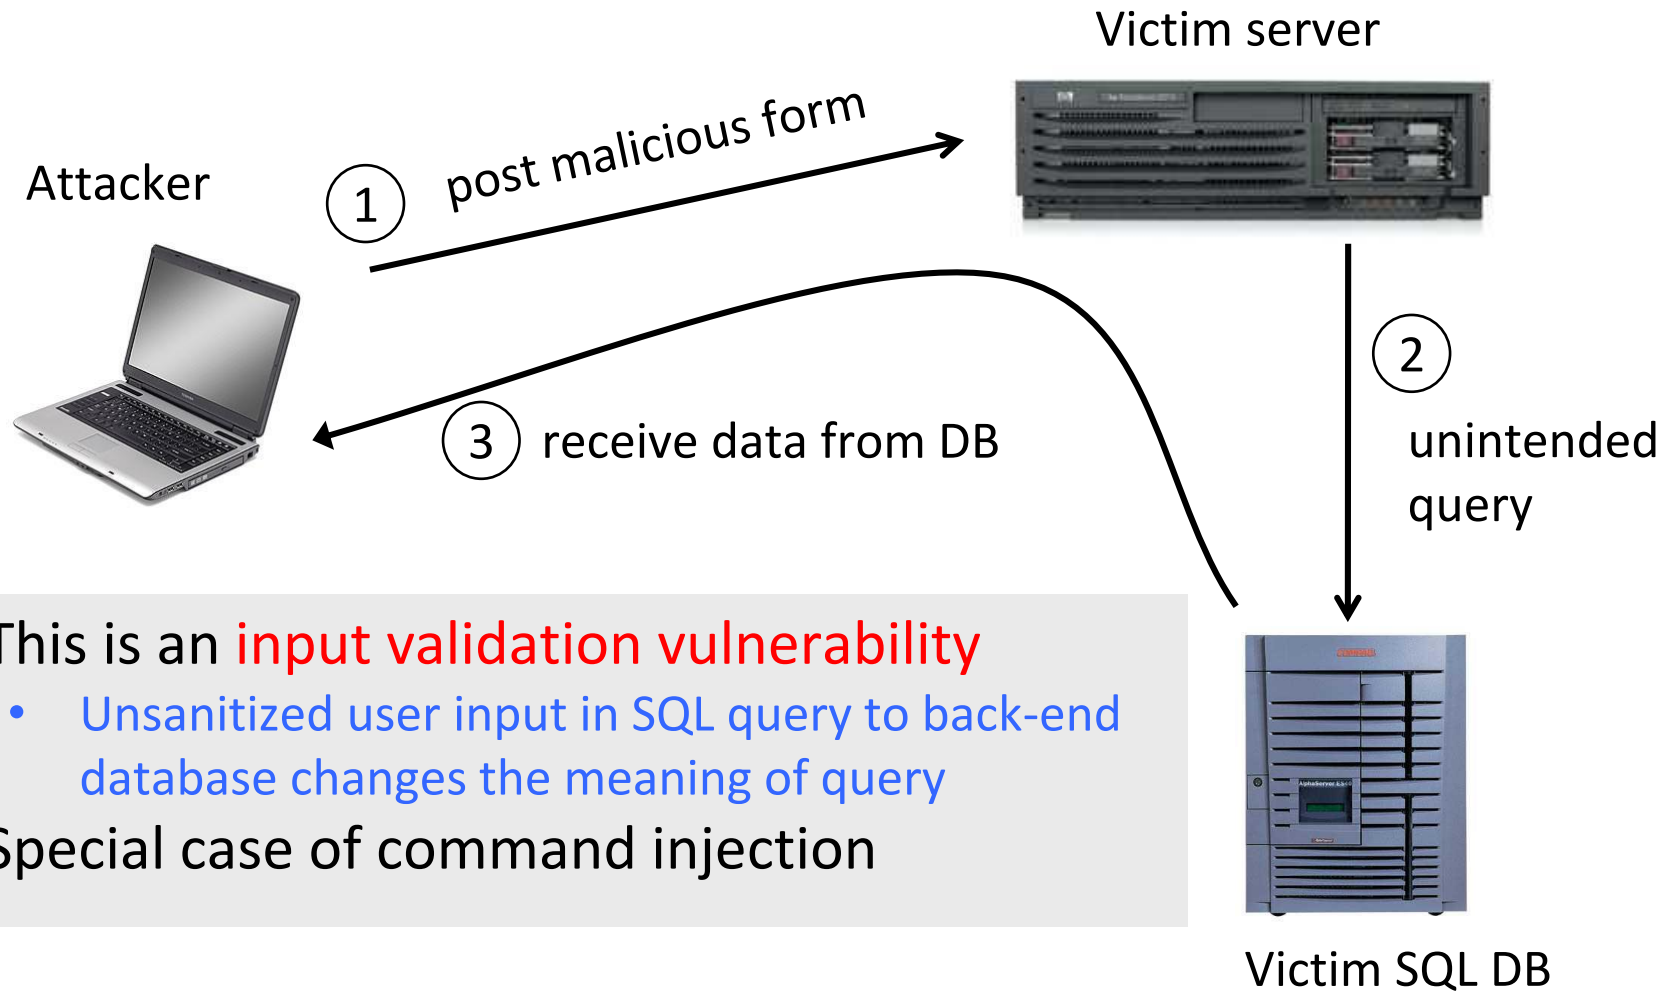 Victim server
Attacker
1
post malicious form
2
3
receive data from DB
unintended
query
This is an input validation vulnerability
• Unsanitized user input in SQL query to back-end
database changes the meaning of query
Special case of command injection
AlphaServer
Victim SQL DB